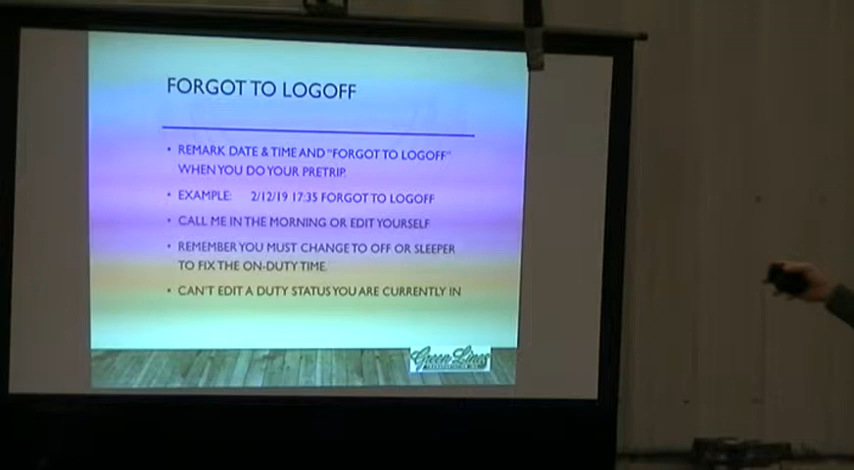 FORGOT TO LOGOFF
• REMARK DATE & TIME AND "FORGOT TO LOGOFF"
WHEN YOU DO YOUR PRETRIP.
• EXAMPLE: 2/12/19 17:35 FORGOT TO LOGOFF
• CALL ME IN THE MORNING OR EDIT YOURSELF
• REMEMBER YOU MUST CHANGE TO OFF OR SLEEPER
TO FIX THE ON-DUTY TIME.
• CAN'T EDIT A DUTY STATUS YOU ARE CURRENTLY IN
Green Lines